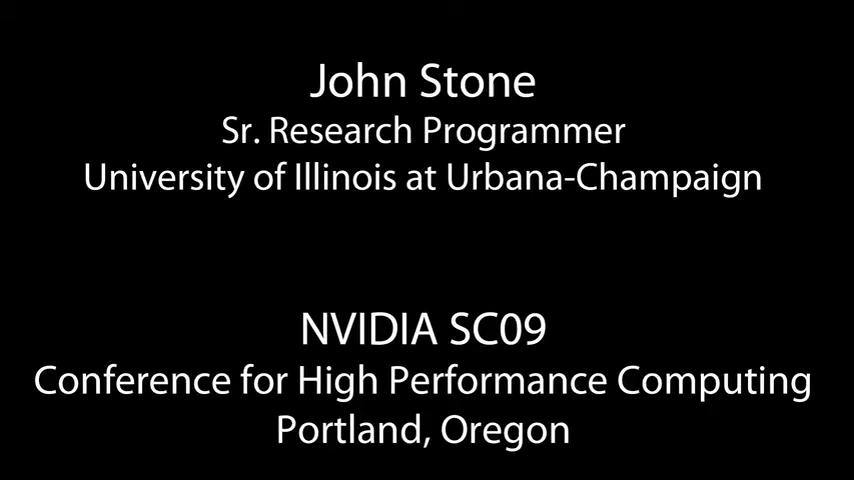 John Stone
Sr. Research Programmer
University of Illinois at Urbana-Champaign
NVIDIA SC09
Conference for High Performance Computing
Portland, Oregon